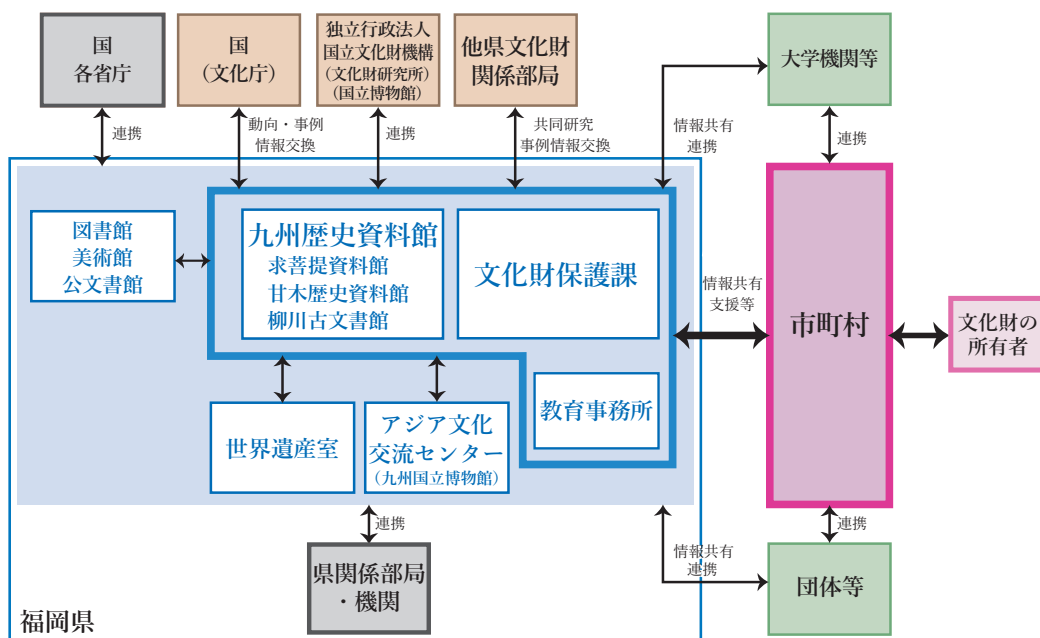 国
各省庁
国
（文化庁）
独立行政法人
国立文化財機構
（文化財研究所）
（国立博物館）
他県文化財
関係部局
大学機関等
連携
動向・事例
情報交換
連携
共同研究
事例情報交換
情報共有
連携
連携
図書館
美術館
公文書館
九州歴史資料館
求菩提資料館
甘木歴史資料館
柳川古文書館
文化財保護課
情報共有
支援等
市町村
文化財の
所有者
世界遺産室
アジア文化
交流センター
（九州国立博物館）
教育事務所
連携
連携
情報共有
連携
県関係部局
・機関
団体等
福岡県